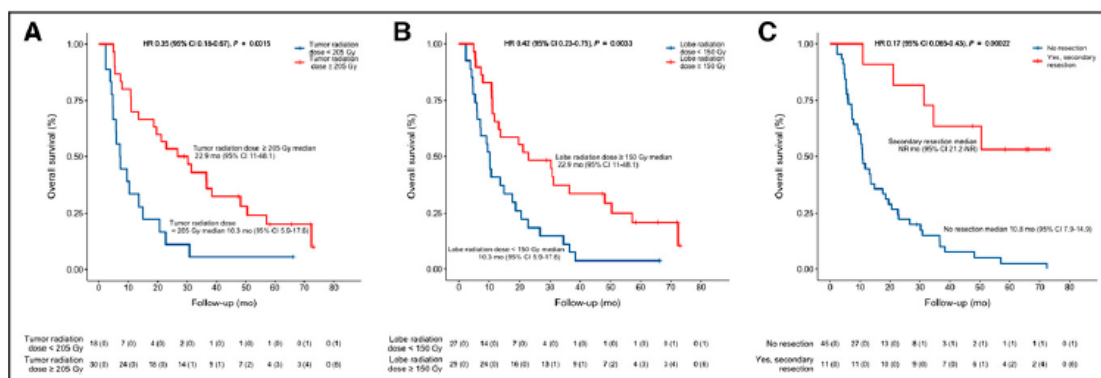 A
HR 0.35 (95% CI 0.18-0.67), P = 0.0015
Tumor radiation
dose < 205 Gy
Tumor radiation
dose ≥ 205 Gy
Overall survival (%)
1.00
0.75
0.50
0.25
0.00
Tumor radiation dose ≥ 205 Gy median
22.9 mo (95% CI 11-48.1)
Tumor radiation dose
< 205 Gy median 10.3 mo (95% CI 5.9-17.6)
0 10 20 30 40 50 60 70 80
Follow-up (mo)
Tumor radiation
dose < 205 Gy
18 (0) 7 (0) 4 (0) 2 (0) 1 (0) 1 (0) 1 (0) 0 (1) 0 (1)
Tumor radiation
dose ≥ 205 Gy
30 (0) 24 (0) 18 (0) 14 (1) 9 (1) 7 (2) 4 (3) 3 (4) 0 (6)
B
HR 0.42 (95% CI 0.23-0.75), P = 0.0033
Lobe radiation
dose < 150 Gy
Lobe radiation
dose ≥ 150 Gy
Overall survival (%)
1.00
0.75
0.50
0.25
0.00
Lobe radiation dose ≥ 150 Gy median
22.9 mo (95% CI 11-48.1)
Lobe radiation dose < 150 Gy median
10.3 mo (95% CI 5.9-17.6)
0 10 20 30 40 50 60 70 80
Follow-up (mo)
Lobe radiation
dose < 150 Gy
27 (0) 14 (0) 7 (0) 4 (0) 1 (0) 1 (0) 1 (0) 0 (1) 0 (1)
Lobe radiation
dose ≥ 150 Gy
29 (0) 24 (0) 16 (0) 13 (1) 9 (1) 7 (2) 4 (3) 3 (4) 0 (6)
C
HR 0.17 (95% CI 0.065-0.45), P = 0.00022
No resection
Yes, secondary
resection
Overall survival (%)
1.00
0.75
0.50
0.25
0.00
Secondary resection median
NR mo (95% CI 21.2-NR)
No resection median 10.8 mo (95% CI 7.9-14.9)
0 10 20 30 40 50 60 70 80
Follow-up (mo)
No resection
45 (0) 27 (0) 13 (0) 8 (1) 3 (1) 2 (1) 1 (1) 1 (1) 0 (1)
Yes, secondary
resection
11 (0) 11 (0) 10 (0) 9 (0) 7 (0) 6 (1) 4 (2) 2 (4) 0 (6)